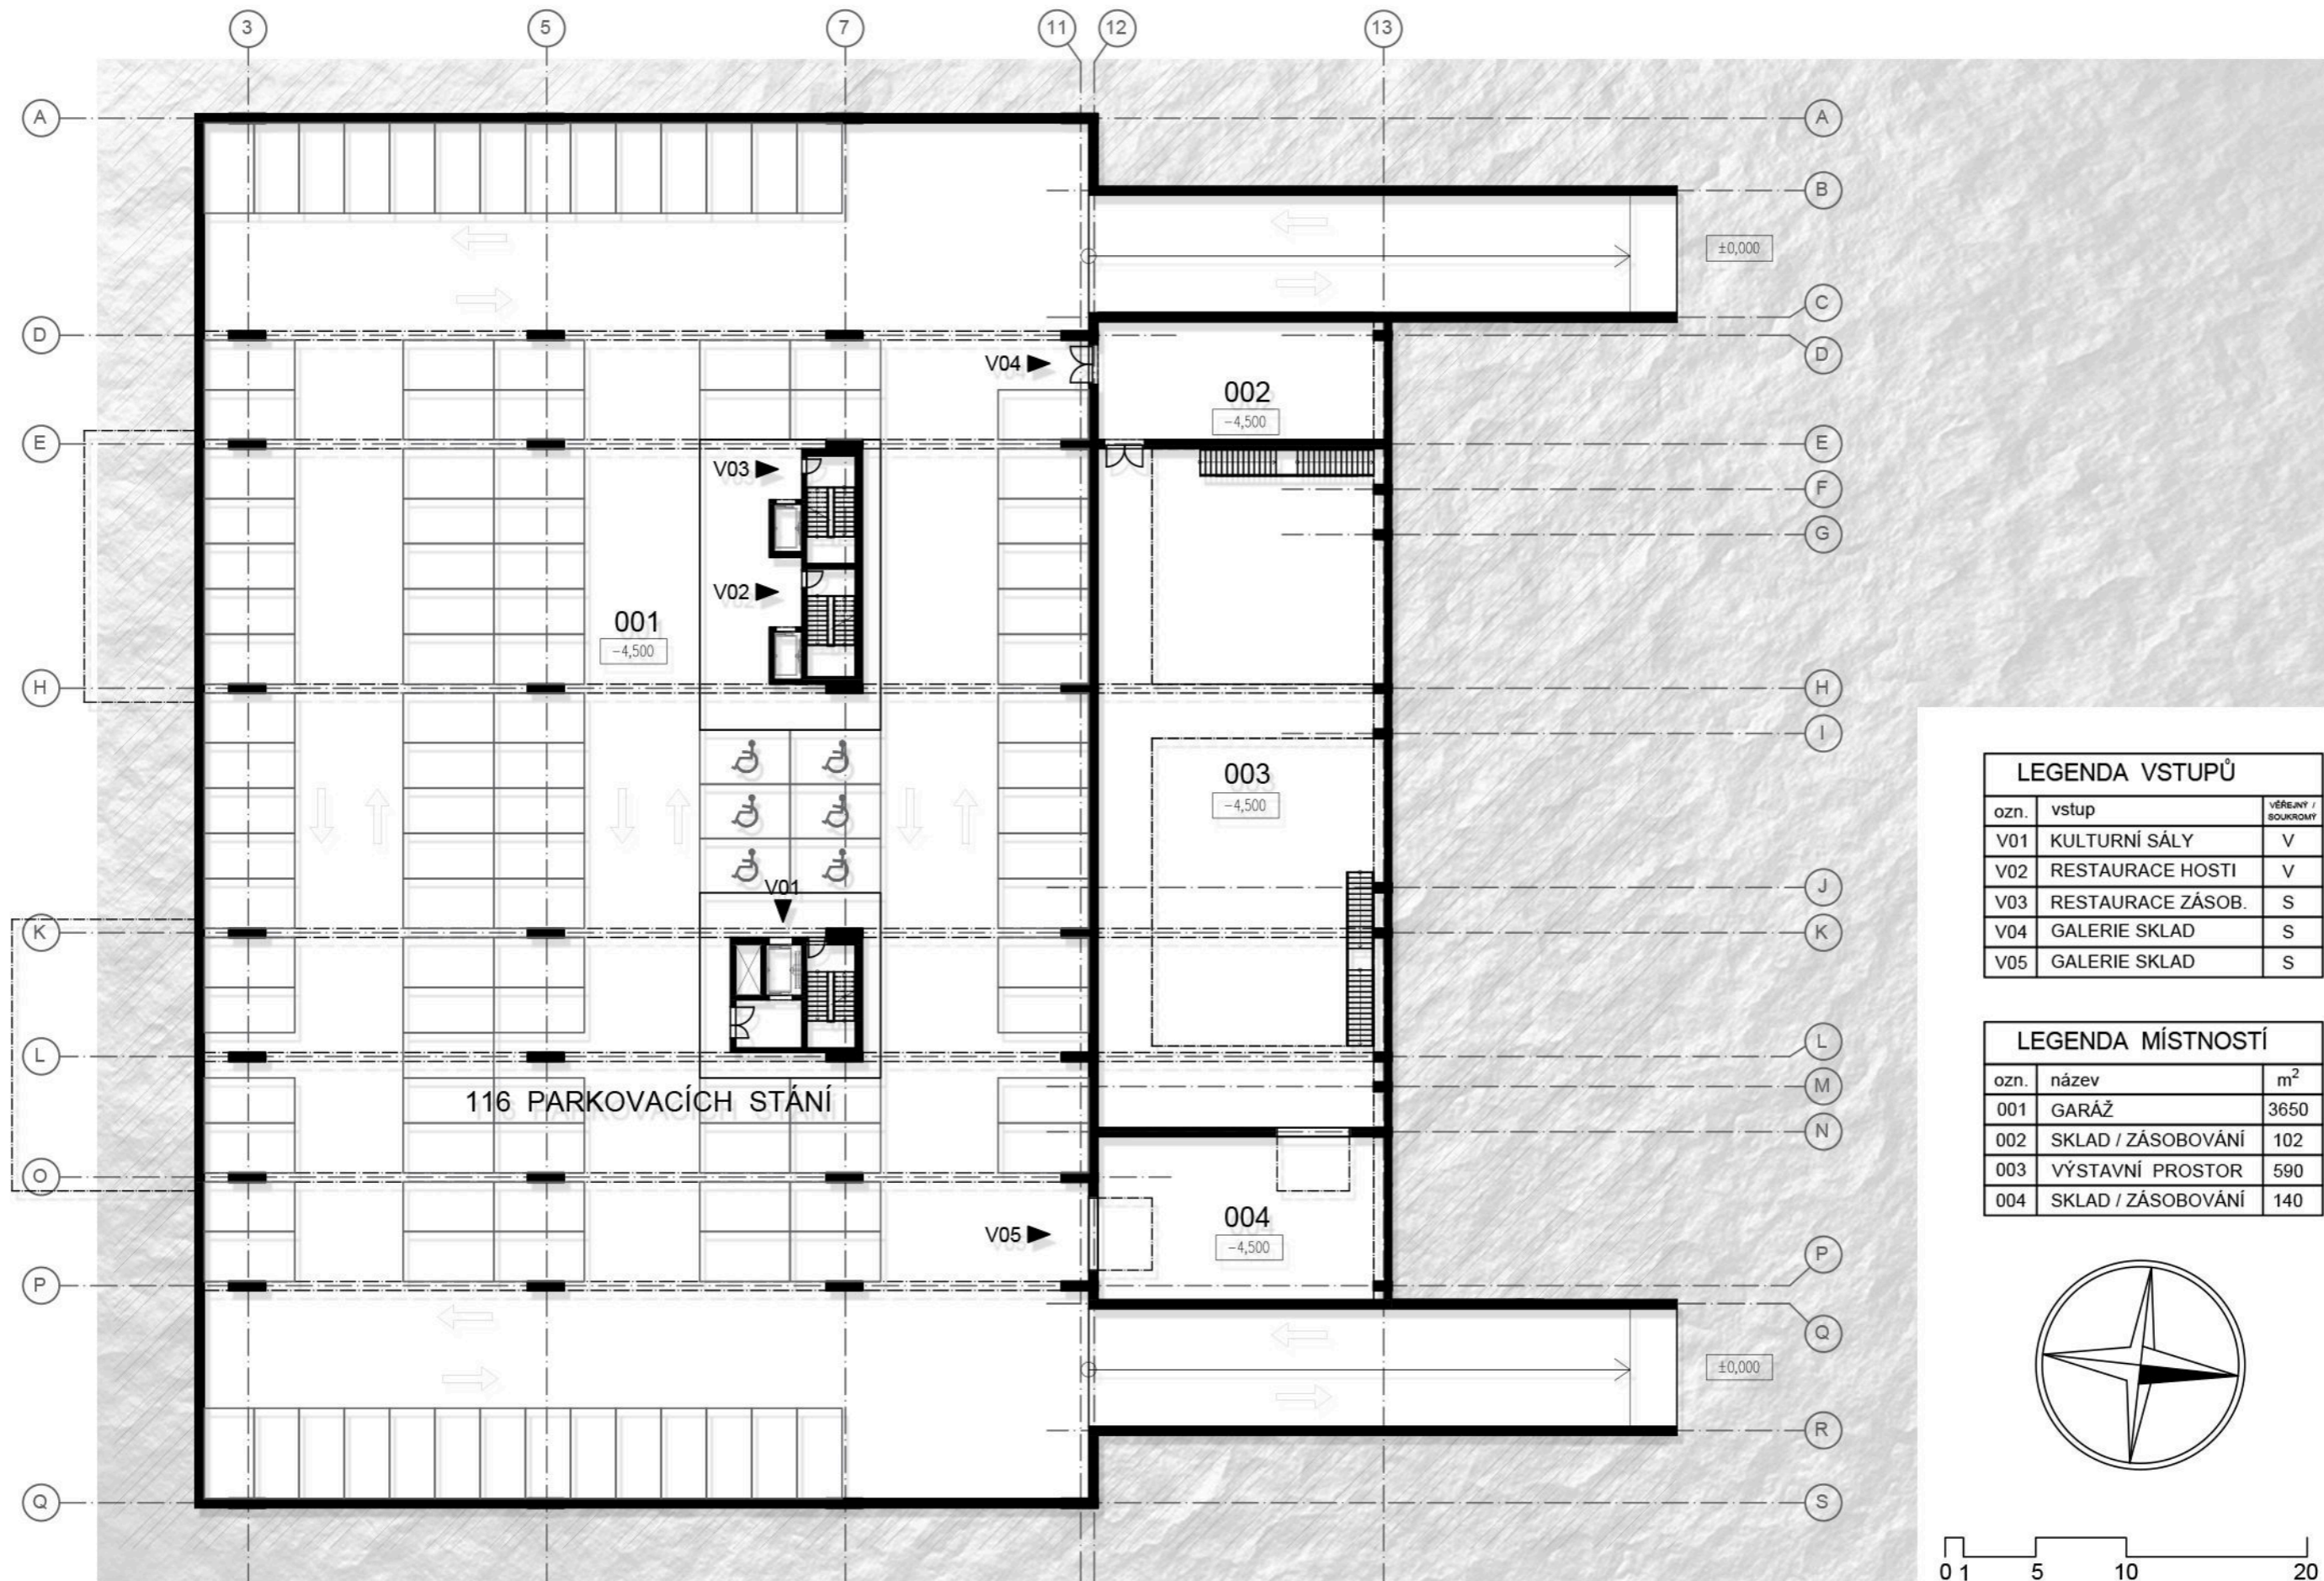 3 5 7 11 12 13
A A
B
±0,000
C
D D
V04
002
-4,500
E E
V03
F
G
V02
001
-4,500
H H
I
003
-4,500
V01
J
K K
L L
116 PARKOVACÍCH STÁNÍ
M
N
O
V05
004
-4,500
P P
Q
±0,000
R
Q S
LEGENDA VSTUPŮ
ozn. vstup VĚŘEJNÝ / SOUKROMÝ
V01 KULTURNÍ SÁLY V
V02 RESTAURACE HOSTI V
V03 RESTAURACE ZÁSOB. S
V04 GALERIE SKLAD S
V05 GALERIE SKLAD S
LEGENDA MÍSTNOSTÍ
ozn. název m²
001 GARÁŽ 3650
002 SKLAD / ZÁSOBOVÁNÍ 102
003 VÝSTAVNÍ PROSTOR 590
004 SKLAD / ZÁSOBOVÁNÍ 140
0 1 5 10 20